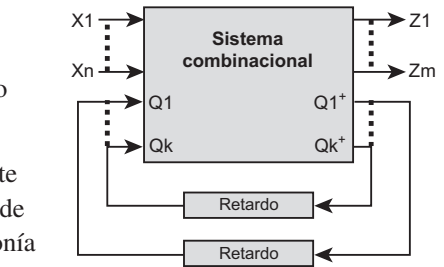 X1
Z1
Sistema
combinacional
Xn
Zm
o
Q1
Q1⁺
Qk
Qk⁺
te
de
Retardo
onía
Retardo